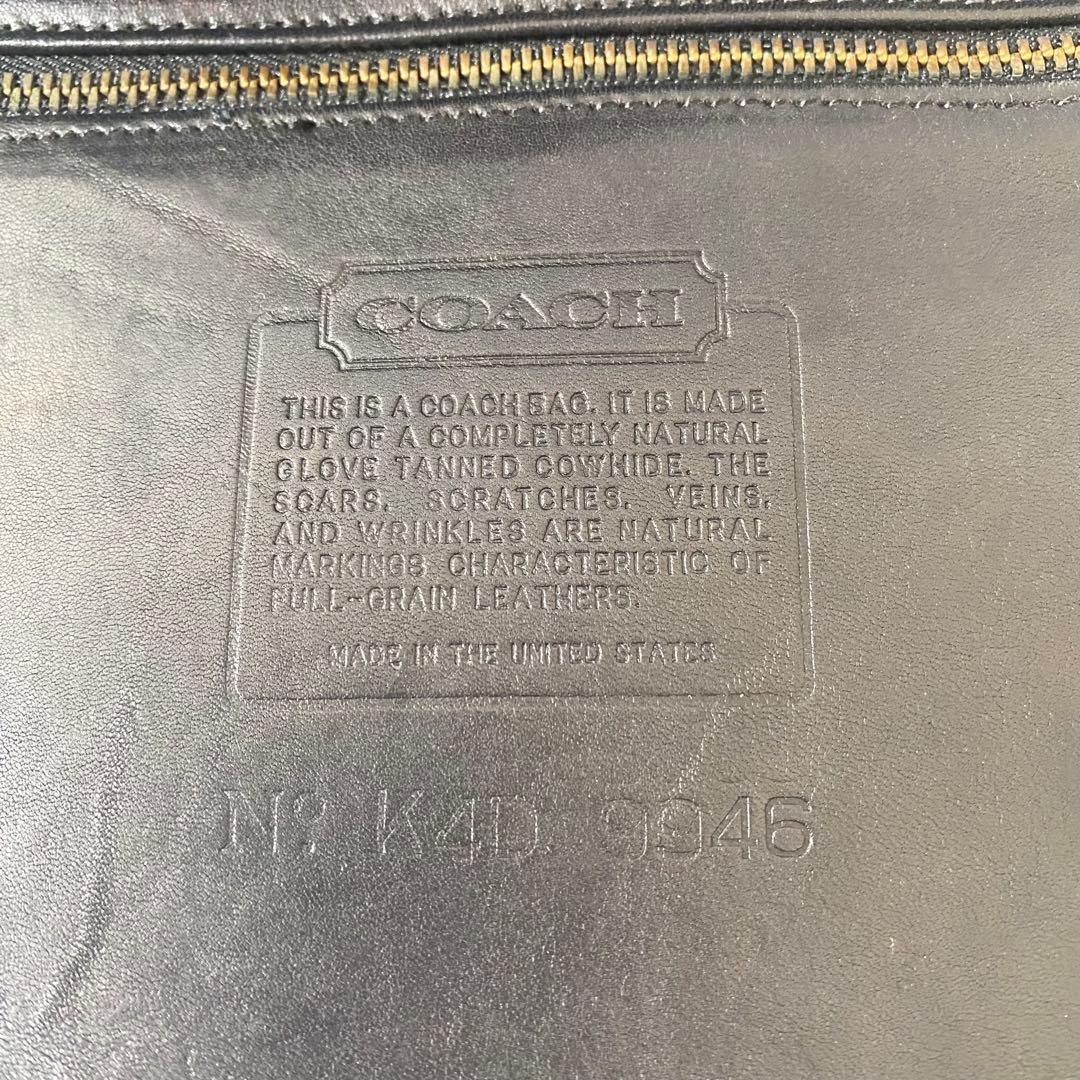 COACH
THIS IS A COACH BAG. IT IS MADE
OUT OF A COMPLETELY NATURAL
GLOVE TANNED COWHIDE. THE
SCARS, SCRATCHES, VEINS,
AND WRINKLES ARE NATURAL
MARKINGS CHARACTERISTIC OF
FULL-GRAIN LEATHERS.
MADE IN THE UNITED STATES
No. K4D 9946